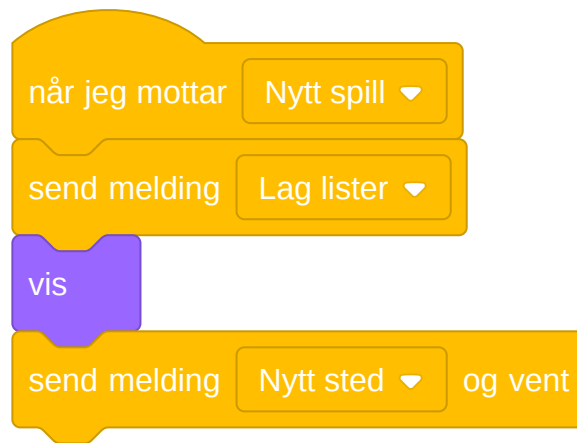 når jeg mottar Nytt spill
send melding Lag lister
vis
send melding Nytt sted og vent